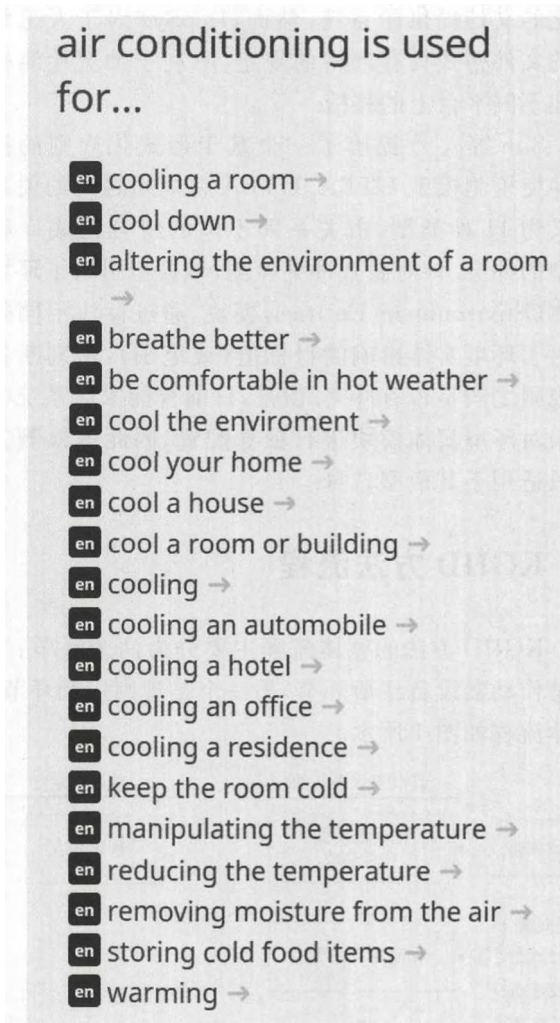 air conditioning is used
for...
en cooling a room →
en cool down →
en altering the environment of a room
→
en breathe better →
en be comfortable in hot weather →
en cool the enviroment →
en cool your home →
en cool a house →
en cool a room or building →
en cooling →
en cooling an automobile →
en cooling a hotel →
en cooling an office →
en cooling a residence →
en keep the room cold →
en manipulating the temperature →
en reducing the temperature →
en removing moisture from the air →
en storing cold food items →
en warming →